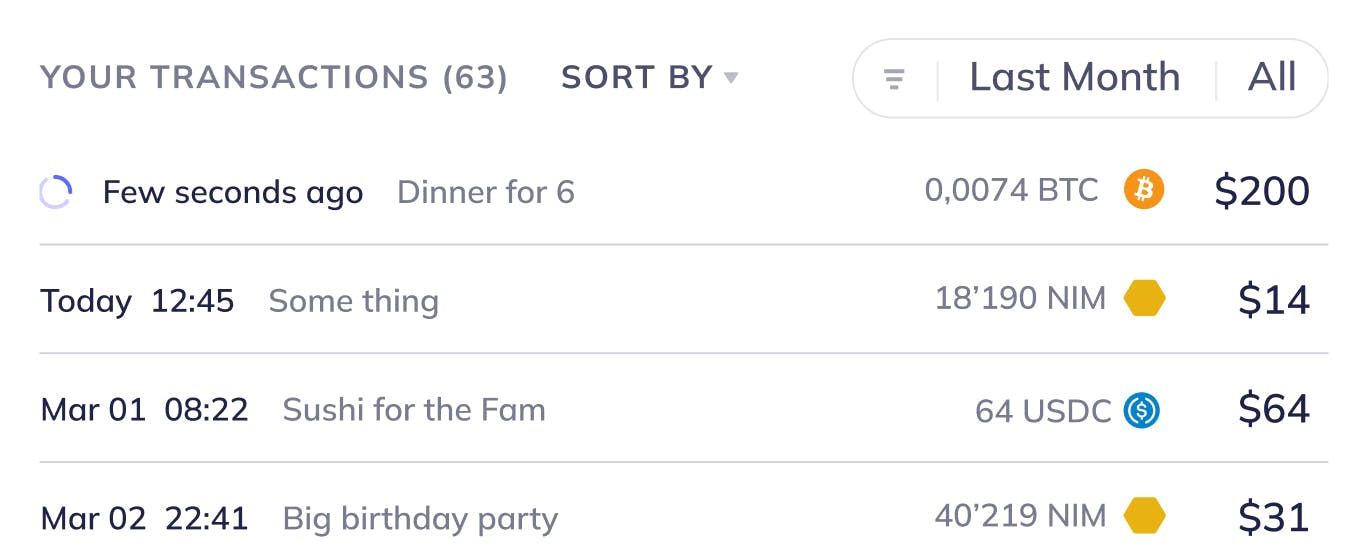 YOUR TRANSACTIONS (63) SORT BY Last Month All
Few seconds ago Dinner for 6 0,0074 BTC $200
Today 12:45 Some thing 18’190 NIM $14
Mar 01 08:22 Sushi for the Fam 64 USDC $64
Mar 02 22:41 Big birthday party 40’219 NIM $31